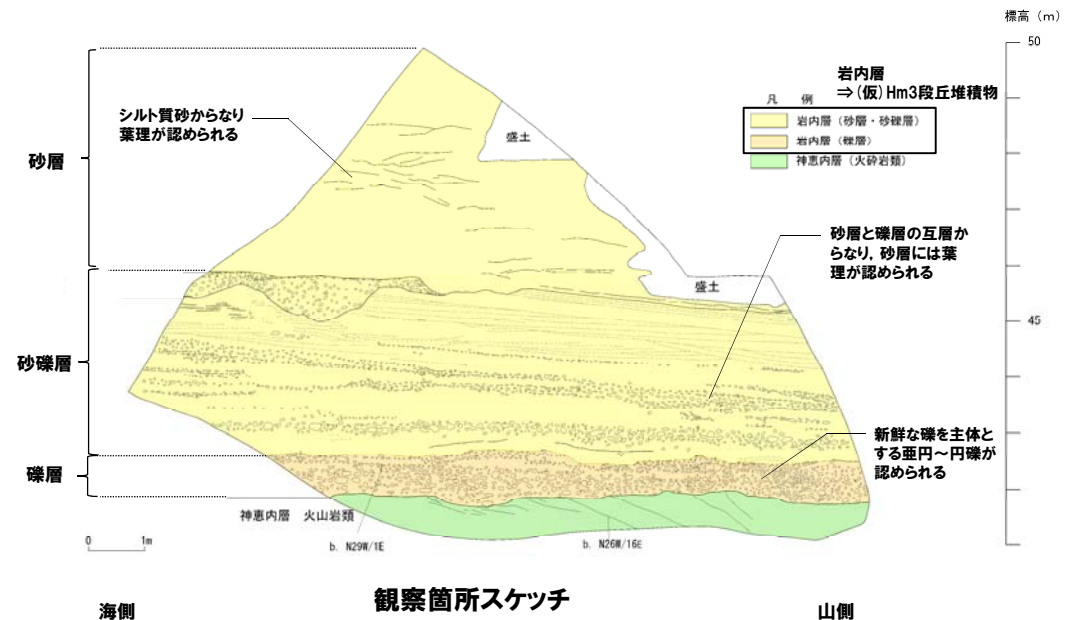 標高（m）
50
岩内層
⇒(仮)Hm3段丘堆積物
凡　例
岩内層（砂層・砂礫層）
岩内層（礫層）
神恵内層（火砕岩類）
シルト質砂からなり
葉理が認められる
盛土
砂層
砂層と礫層の互層か
らなり，砂層には葉
理が認められる
盛土
45
砂礫層
新鮮な礫を主体と
する亜円～円礫が
認められる
礫層
神恵内層　火山岩類
0　1m
b. N29W/1E
b. N26W/16E
観察箇所スケッチ
海側
山側